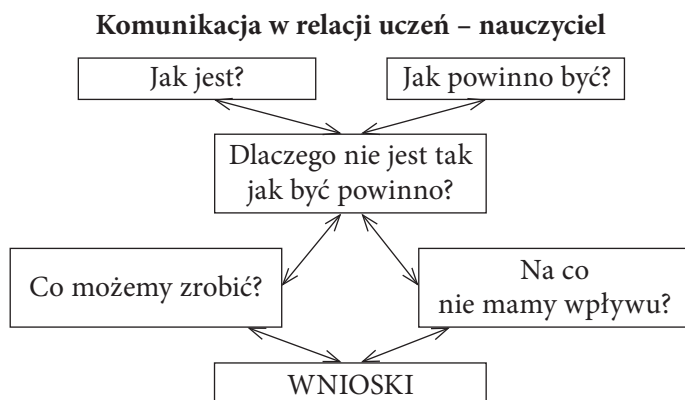 Komunikacja w relacji uczeń – nauczyciel
Jak jest?
Jak powinno być?
Dlaczego nie jest tak
jak być powinno?
Co możemy zrobić?
Na co
nie mamy wpływu?
WNIOSKI